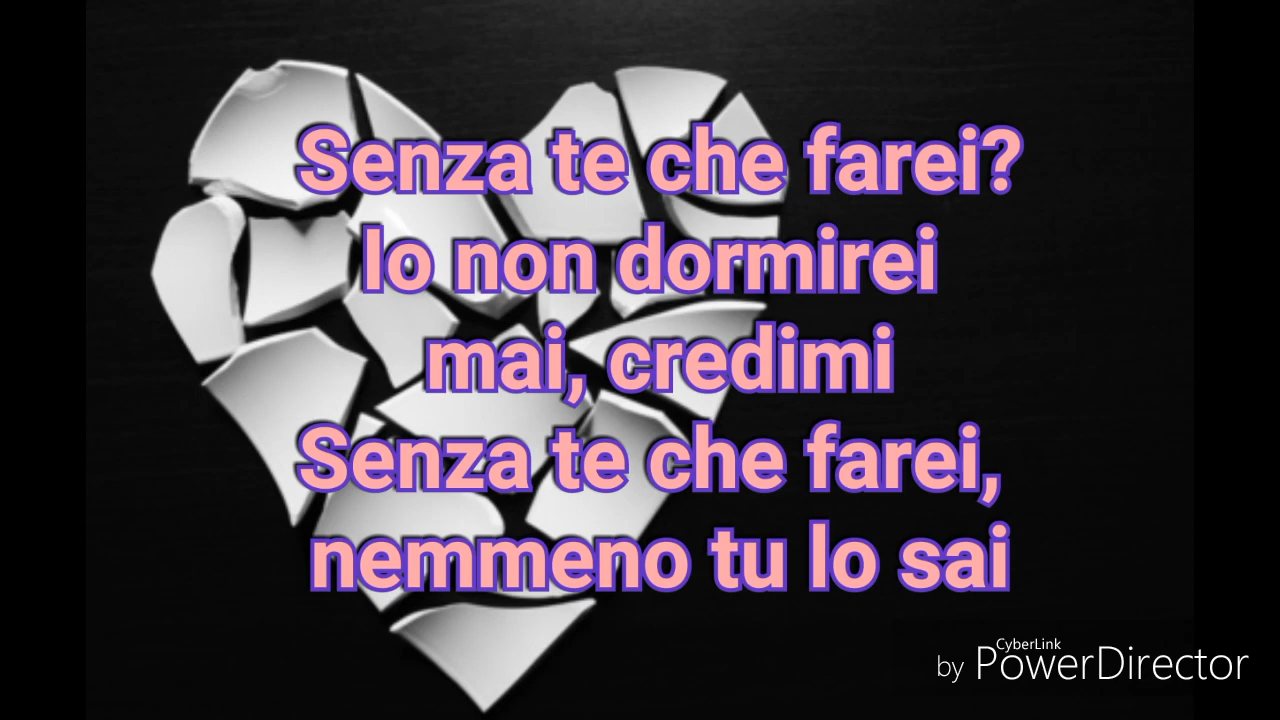 Senza te che farei?
Io non dormirei
mai, credimi
Senza te che farei,
nemmeno tu lo sai
CyberLink
by PowerDirector